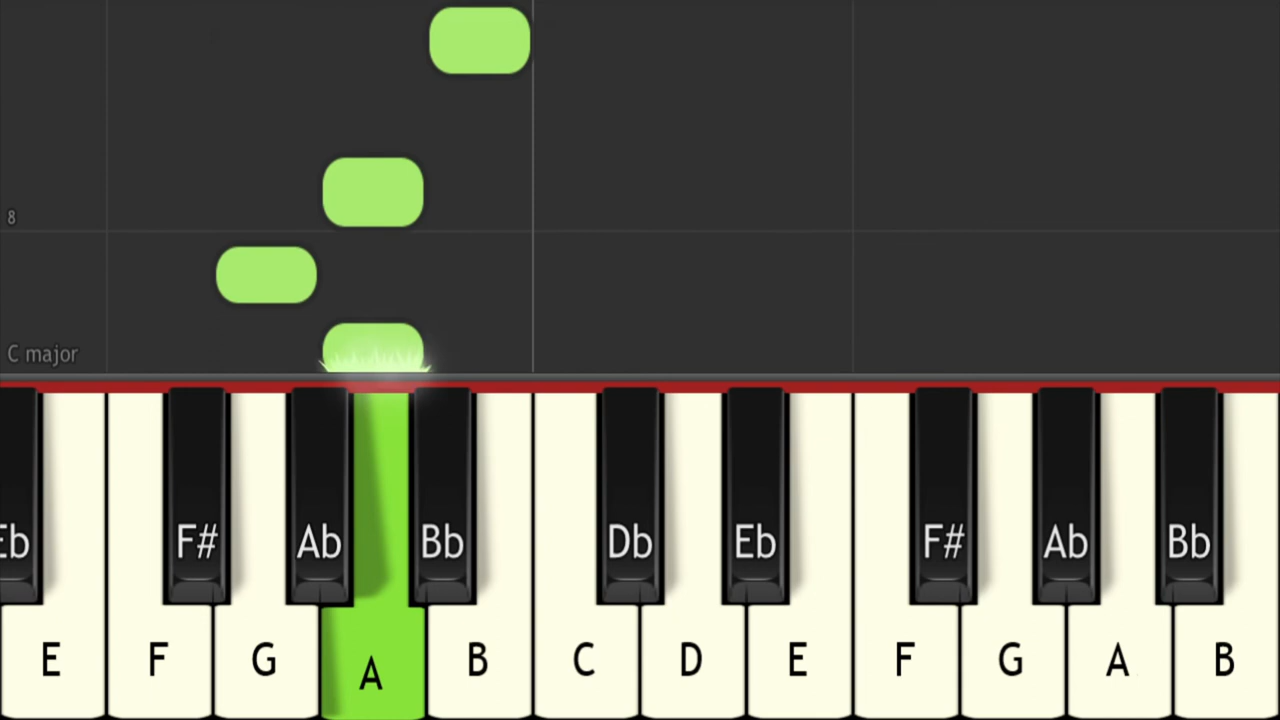 8
C major
Eb F# Ab Bb Db Eb F# Ab Bb
E F G A B C D E F G A B